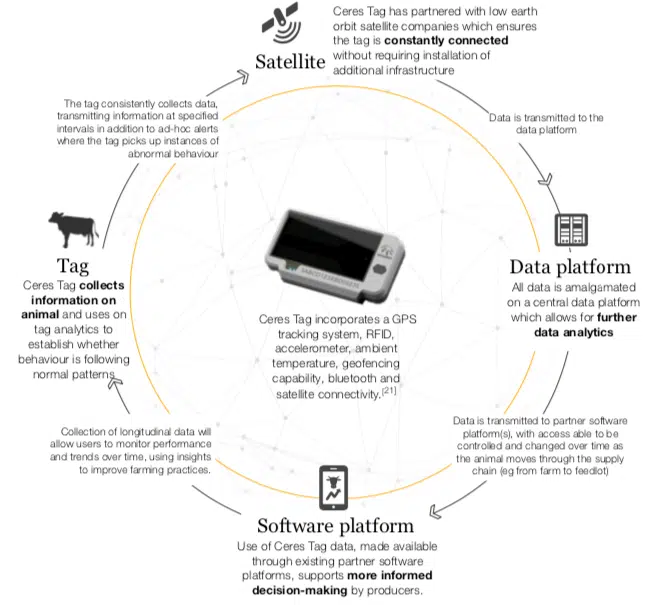 Ceres Tag has partnered with low earth
orbit satellite companies which ensures
the tag is constantly connected
without requiring installation of
additional infrastructure
Satellite
Data is transmitted to the
data platform
Data platform
All data is amalgamated
on a central data platform
which allows for further
data analytics
Data is transmitted to partner software
platform(s), with access able to be
controlled and changed over time as
the animal moves through the supply
chain (eg from farm to feedlot)
Software platform
Use of Ceres Tag data, made available
through existing partner software
platforms, supports more informed
decision-making by producers.
Collection of longitudinal data will
allow users to monitor performance
and trends over time, using insights
to improve farming practices.
Tag
Ceres Tag collects
information on
animal and uses on
tag analytics to
establish whether
behaviour is following
normal patterns
The tag consistently collects data,
transmitting information at specified
intervals in addition to ad-hoc alerts
where the tag picks up instances of
abnormal behaviour
Ceres Tag incorporates a GPS
tracking system, RFID,
accelerometer, ambient
temperature, geofencing
capability, bluetooth and
satellite connectivity.[21]